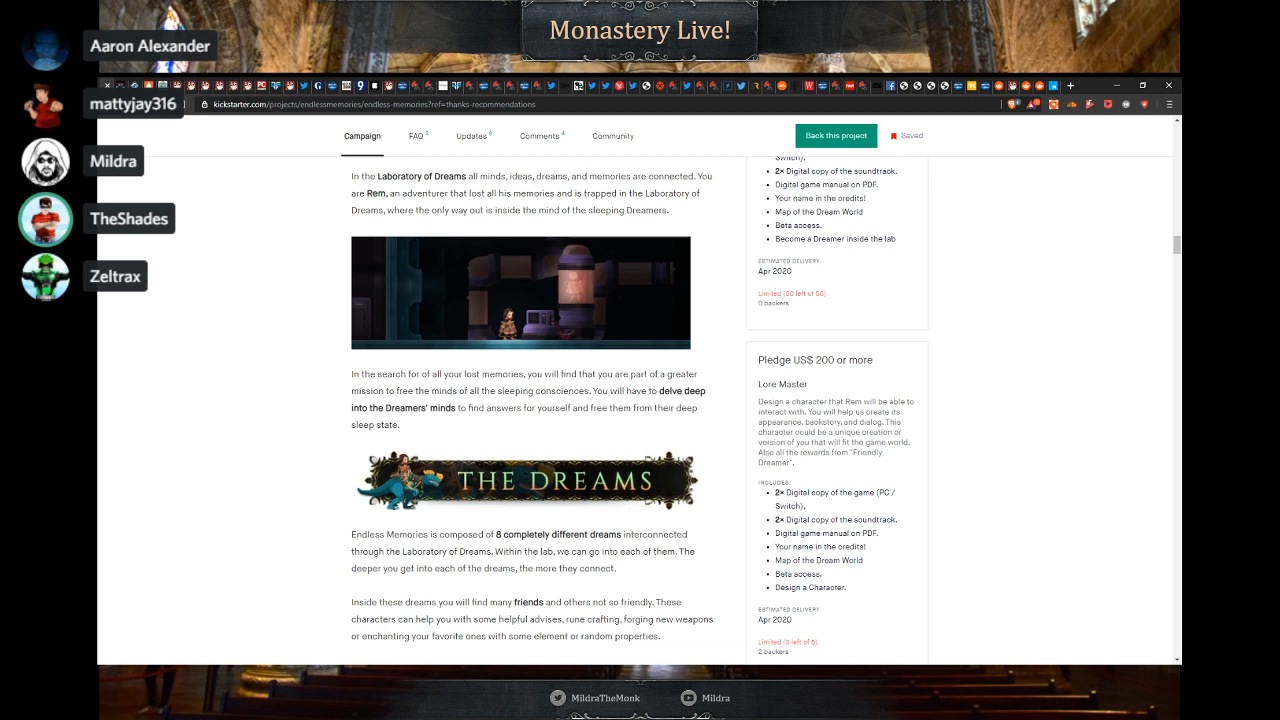 Monastery Live!
Aaron Alexander
mattyjay316
Mildra
TheShades
Zeltrax
kickstarter.com/projects/endlessmemories/endless-memories?ref=thanks-recommendations
Campaign
FAQ 3
Updates 2
Comments 4
Community
Back this project
Saved
In the Laboratory of Dreams all minds, ideas, dreams, and memories are connected. You
are Rem, an adventurer that lost all his memories and is trapped in the Laboratory of
Dreams, where the only way out is inside the mind of the sleeping Dreamers.
In the search for of all your lost memories, you will find that you are part of a greater
mission to free the minds of all the sleeping consciences. You will have to delve deep
into the Dreamers' minds to find answers for yourself and free them from their deep
sleep state.
THE DREAMS
Endless Memories is composed of 8 completely different dreams interconnected
through the Laboratory of Dreams. Within the lab, we can go into each of them. The
deeper you get into each of the dreams, the more they connect.
Inside these dreams you will find many friends and others not so friendly. These
characters can help you with some helpful advises, rune crafting, forging new weapons
or enchanting your favorite ones with some element or random properties.
Switch),
2× Digital copy of the soundtrack.
Digital game manual on PDF.
Your name in the credits!
Map of the Dream World
Beta access.
Become a Dreamer inside the lab
ESTIMATED DELIVERY
Apr 2020
Limited (50 left of 50)
0 backers
Pledge US$ 200 or more
Lore Master
Design a character that Rem will be able to
interact with. You will help us create its
appearance, backstory, and dialog. This
character could be a unique creation or
version of you that will fit the game world.
Also all the rewards from "Friendly
Dreamer".
INCLUDES:
2× Digital copy of the game (PC /
Switch),
2× Digital copy of the soundtrack.
Digital game manual on PDF.
Your name in the credits!
Map of the Dream World
Beta access.
Design a Character.
ESTIMATED DELIVERY
Apr 2020
Limited (3 left of 5)
2 backers
MildraTheMonk
Mildra